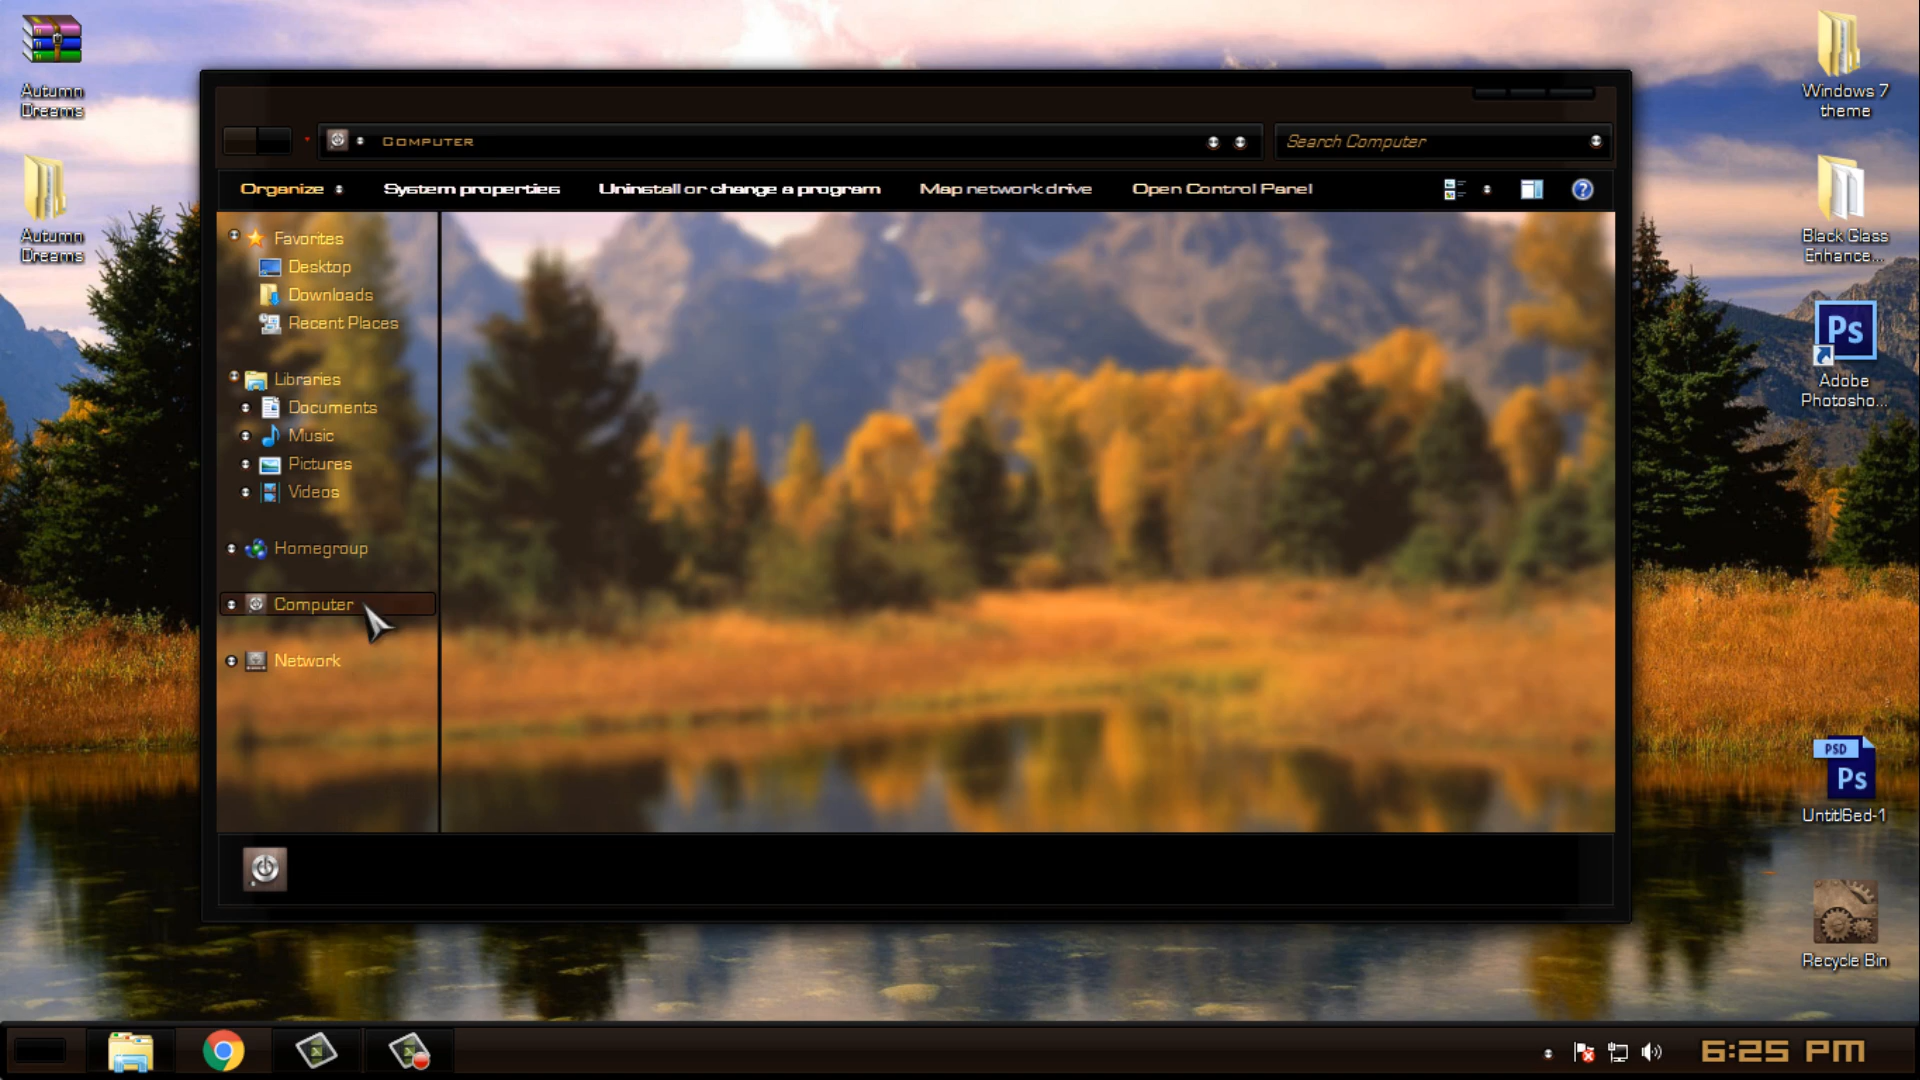 Autumn
Dreams
Autumn
Dreams
Computer
Search Computer
Organize
System properties
Uninstall or change a program
Map network drive
Open Control Panel
?
Favorites
Desktop
Downloads
Recent Places
Libraries
Documents
Music
Pictures
Videos
Homegroup
Computer
Network
Windows 7
theme
Black Glass
Enhance...
Ps
Adobe
Photosho...
PSD
Ps
Untitl8ed-1
Recycle Bin
6:25 PM